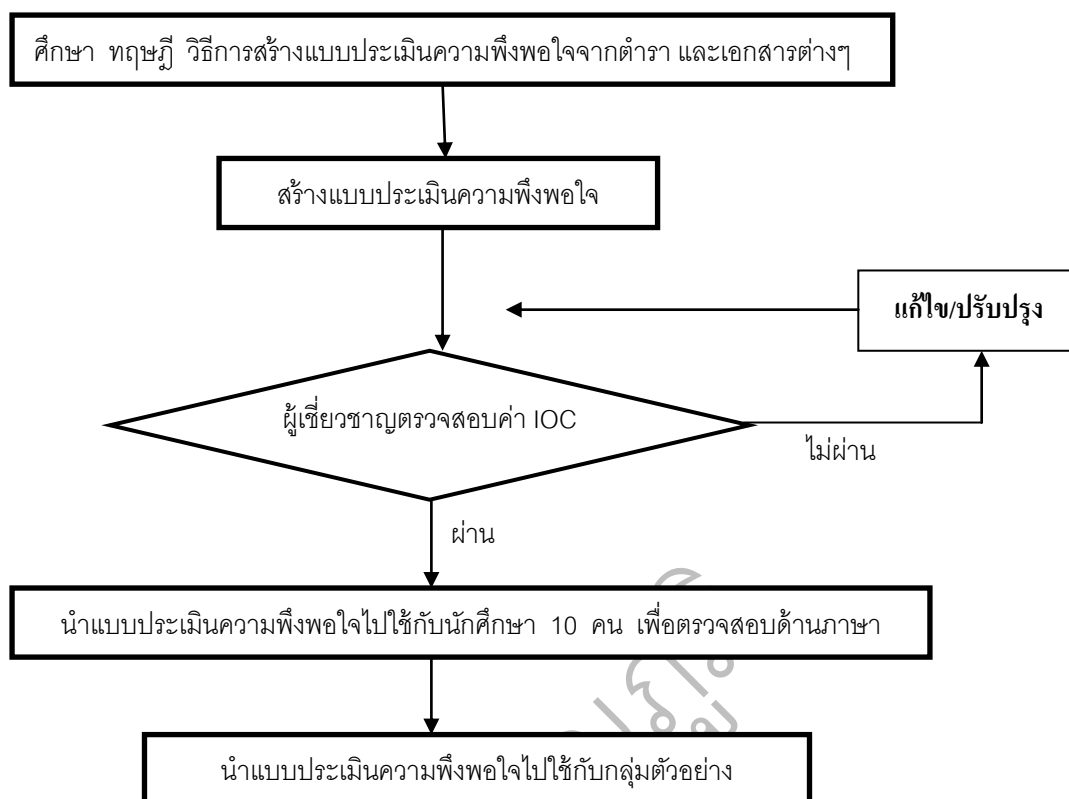 ศึกษา ทฤษฎี วิธีการสร้างแบบประเมินความพึงพอใจจากตำรา และเอกสารต่างๆ
สร้างแบบประเมินความพึงพอใจ
แก้ไข/ปรับปรุง
ผู้เชี่ยวชาญตรวจสอบค่า IOC
ไม่ผ่าน
ผ่าน
นำแบบประเมินความพึงพอใจไปใช้กับนักศึกษา 10 คน เพื่อตรวจสอบด้านภาษา
นำแบบประเมินความพึงพอใจไปใช้กับกลุ่มตัวอย่าง